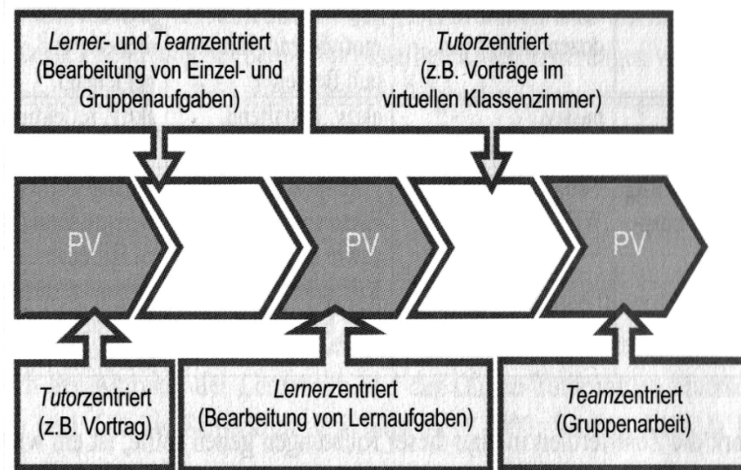 Lerner- und Teamzentriert
(Bearbeitung von Einzel- und
Gruppenaufgaben)
Tutorzentriert
(z.B. Vorträge im
virtuellen Klassenzimmer)
PV
PV
PV
Tutorzentriert
(z.B. Vortrag)
Lernerzentriert
(Bearbeitung von Lernaufgaben)
Teamzentriert
(Gruppenarbeit)